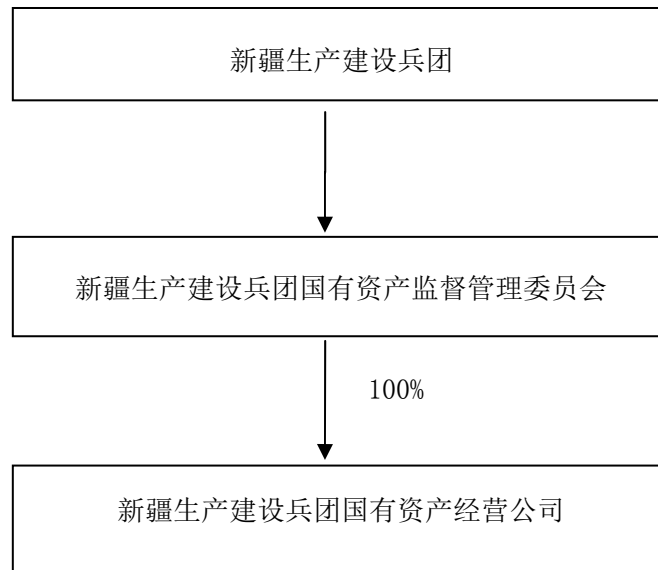 新疆生产建设兵团
新疆生产建设兵团国有资产监督管理委员会
100%
新疆生产建设兵团国有资产经营公司